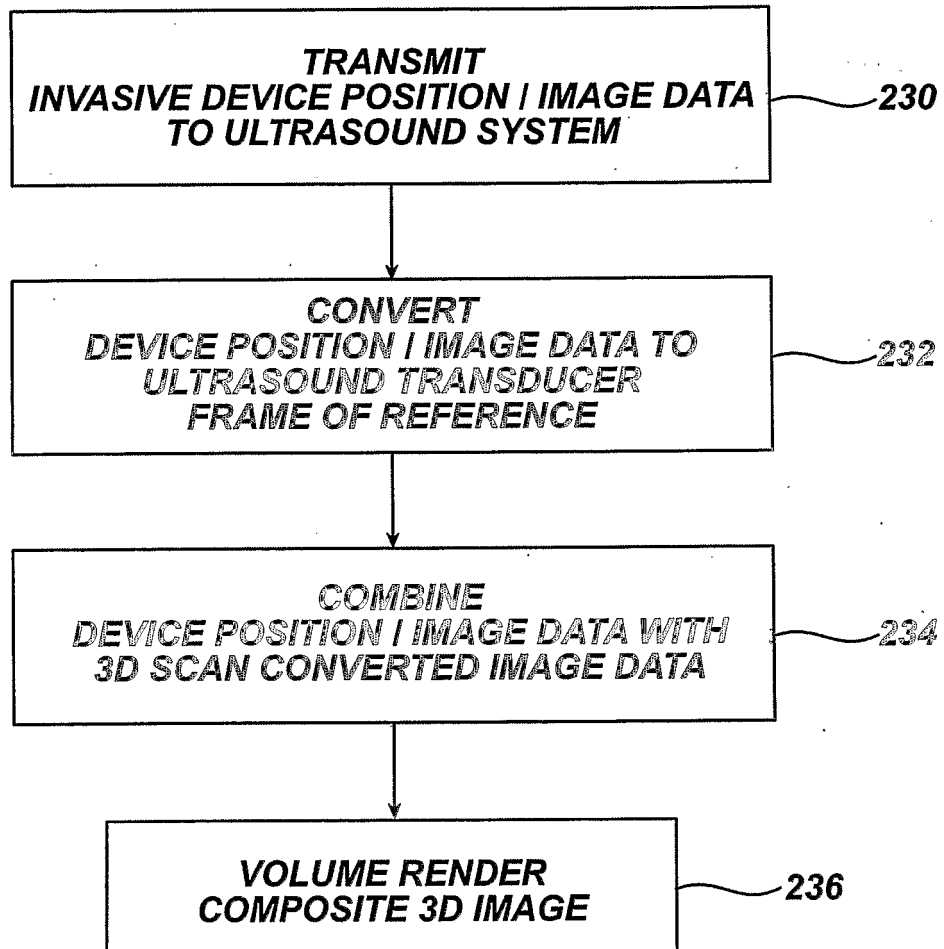 TRANSMIT
INVASIVE DEVICE POSITION / IMAGE DATA
TO ULTRASOUND SYSTEM
230
CONVERT
DEVICE POSITION / IMAGE DATA TO
ULTRASOUND TRANSDUCER
FRAME OF REFERENCE
232
COMBINE
DEVICE POSITION / IMAGE DATA WITH
3D SCAN CONVERTED IMAGE DATA
234
VOLUME RENDER
COMPOSITE 3D IMAGE
236